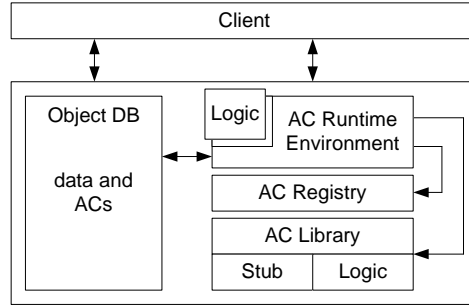 Client
Object DB
data and
ACs
Logic
AC Runtime
Environment
AC Registry
AC Library
Stub
Logic